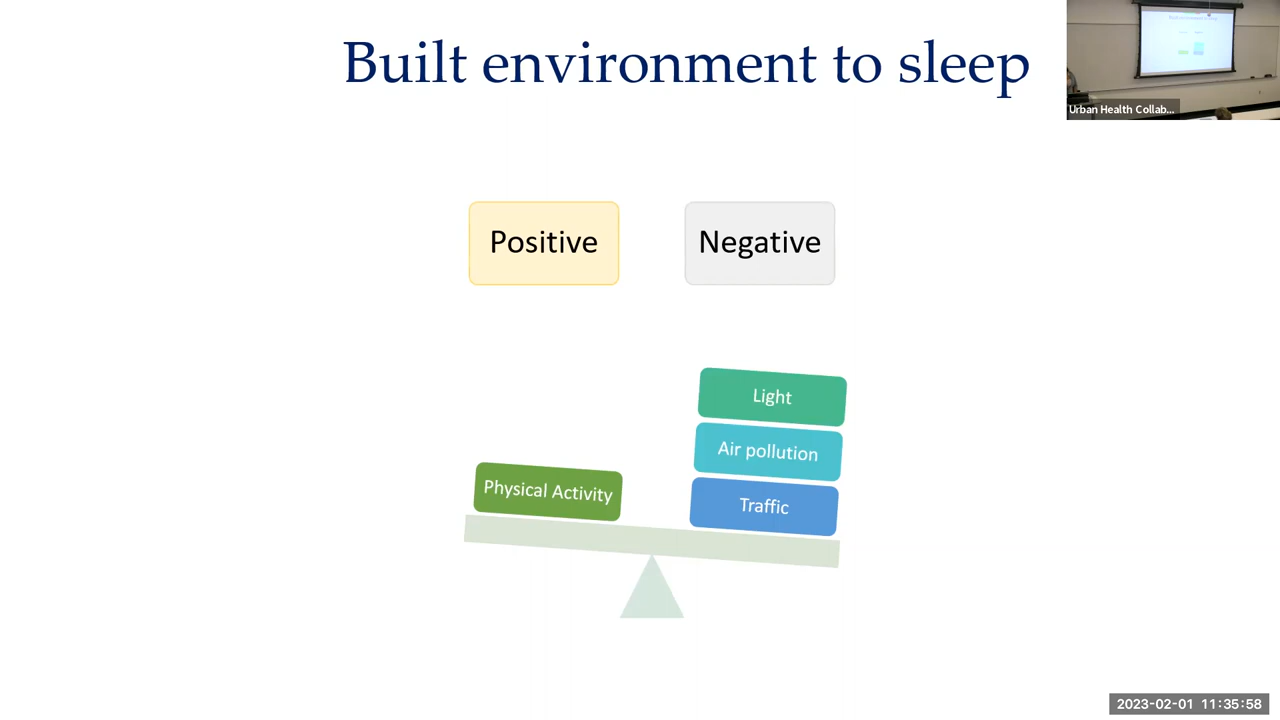 Built environment to sleep
Urban Health Collab...
Positive
Negative
Light
Air pollution
Traffic
Physical Activity
2023-02-01 11:35:58